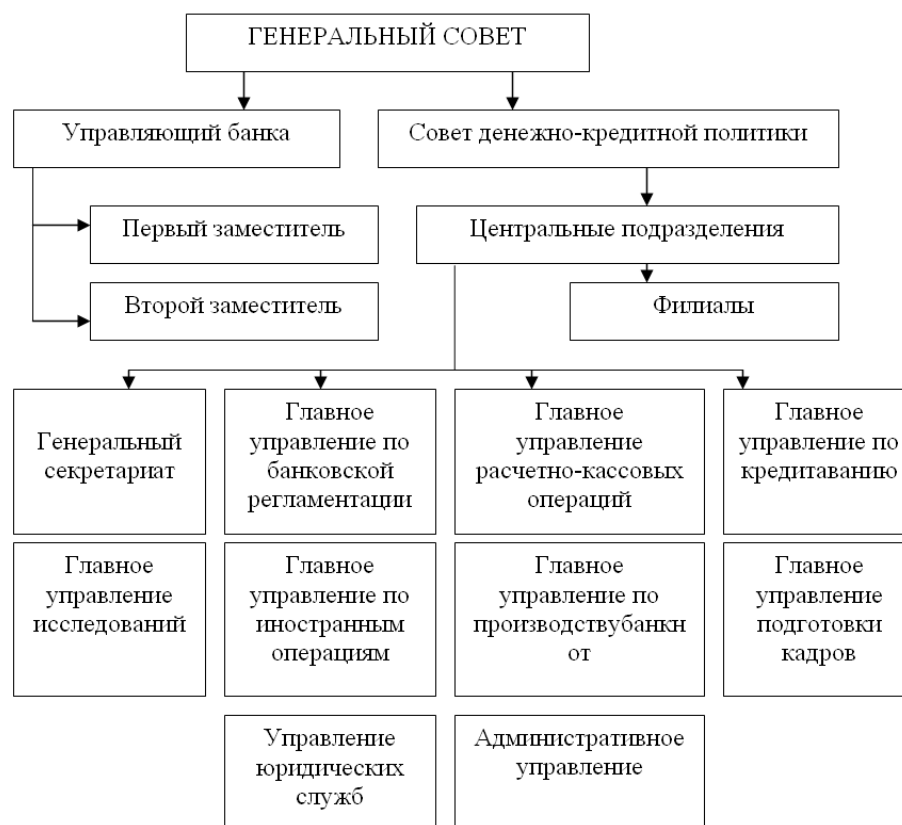 ГЕНЕРАЛЬНЫЙ СОВЕТ
Управляющий банка
Совет денежно-кредитной политики
Первый заместитель
Центральные подразделения
Второй заместитель
Филиалы
Генеральный
секретариат
Главное
управление по
банковской
регламентации
Главное
управление
расчетно-кассовых
операций
Главное
управление по
кредитаванию
Главное
управление
исследований
Главное
управление по
иностранным
операциям
Главное
управление по
производствубанкн
от
Главное
управление
подготовки
кадров
Управление
юридических
служб
Административное
управление